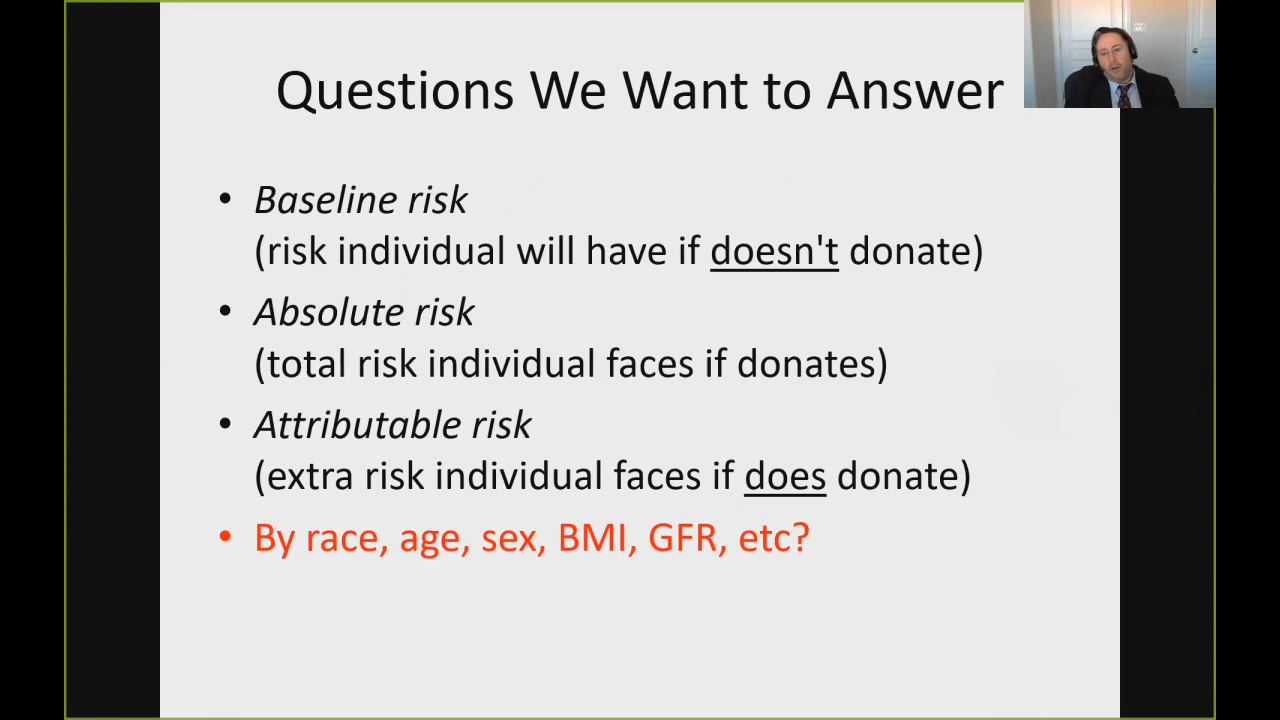 Questions We Want to Answer
• Baseline risk
(risk individual will have if doesn't donate)
• Absolute risk
(total risk individual faces if donates)
• Attributable risk
(extra risk individual faces if does donate)
• By race, age, sex, BMI, GFR, etc?